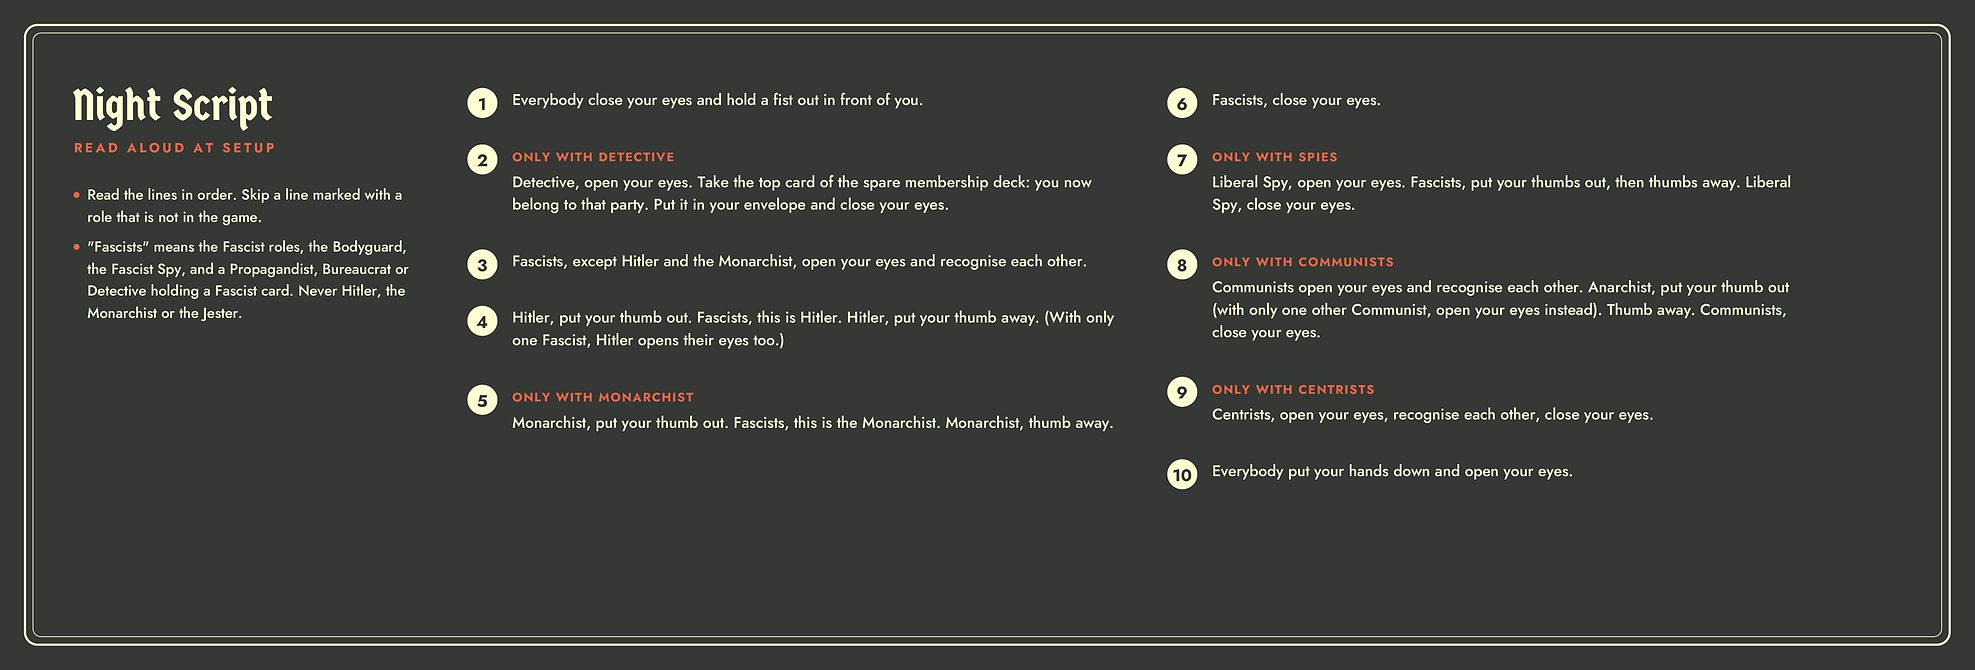 Night Script
READ ALOUD AT SETUP
• Read the lines in order. Skip a line marked with a
role that is not in the game.
• "Fascists" means the Fascist roles, the Bodyguard,
the Fascist Spy, and a Propagandist, Bureaucrat or
Detective holding a Fascist card. Never Hitler, the
Monarchist or the Jester.
1 Everybody close your eyes and hold a fist out in front of you.
2 ONLY WITH DETECTIVE
Detective, open your eyes. Take the top card of the spare membership deck: you now
belong to that party. Put it in your envelope and close your eyes.
3 Fascists, except Hitler and the Monarchist, open your eyes and recognise each other.
4 Hitler, put your thumb out. Fascists, this is Hitler. Hitler, put your thumb away. (With only
one Fascist, Hitler opens their eyes too.)
5 ONLY WITH MONARCHIST
Monarchist, put your thumb out. Fascists, this is the Monarchist. Monarchist, thumb away.
6 Fascists, close your eyes.
7 ONLY WITH SPIES
Liberal Spy, open your eyes. Fascists, put your thumbs out, then thumbs away. Liberal
Spy, close your eyes.
8 ONLY WITH COMMUNISTS
Communists open your eyes and recognise each other. Anarchist, put your thumb out
(with only one other Communist, open your eyes instead). Thumb away. Communists,
close your eyes.
9 ONLY WITH CENTRISTS
Centrists, open your eyes, recognise each other, close your eyes.
10 Everybody put your hands down and open your eyes.